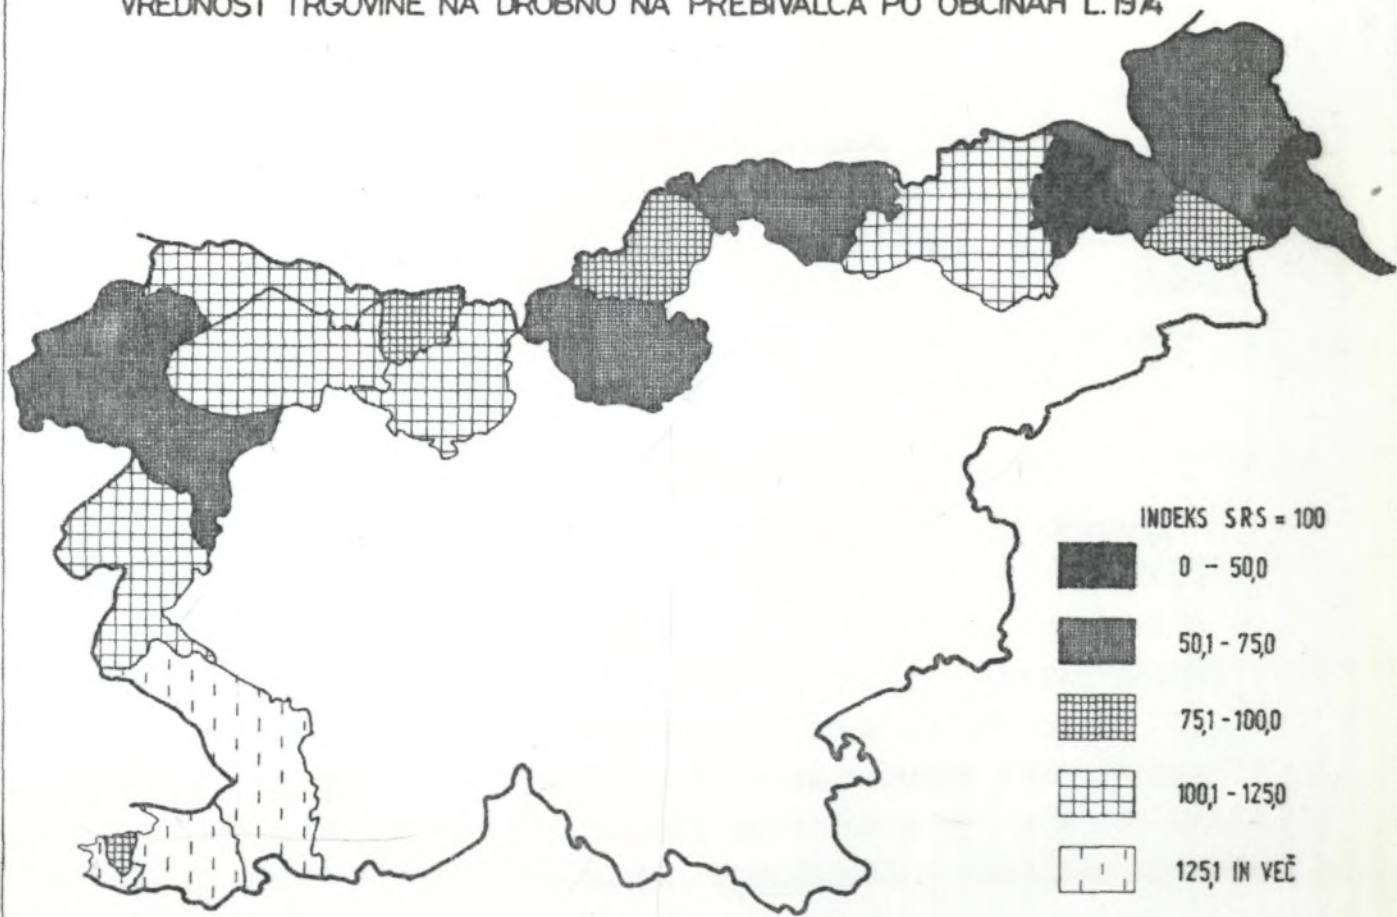 VREDNOST TRGOVINE NA DROBNO NA PREBIVALCA PO OBČINAH L. 1974
INDEKS SRS = 100
0 - 50,0
50,1 - 75,0
75,1 - 100,0
100,1 - 125,0
125,1 IN VEČ